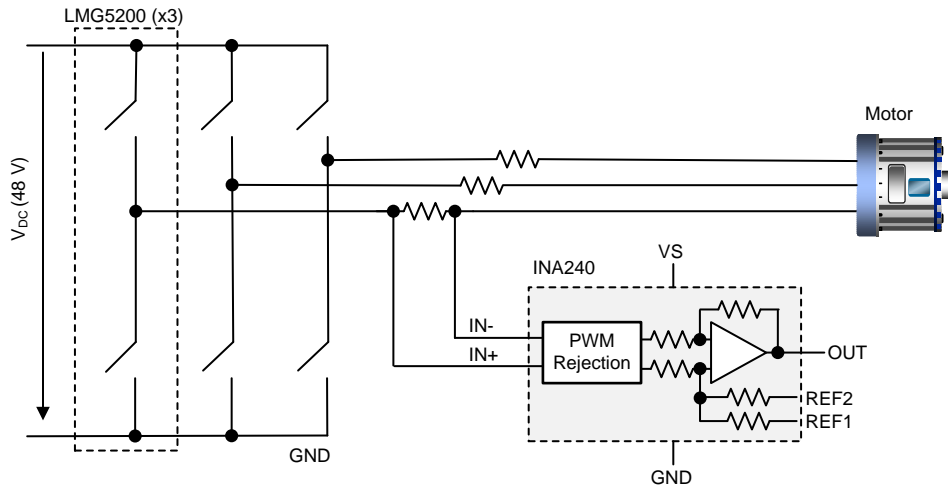 LMG5200 (x3)
VDC (48 V)
Motor
VS
INA240
IN-
IN+
PWM
Rejection
OUT
REF2
REF1
GND
GND